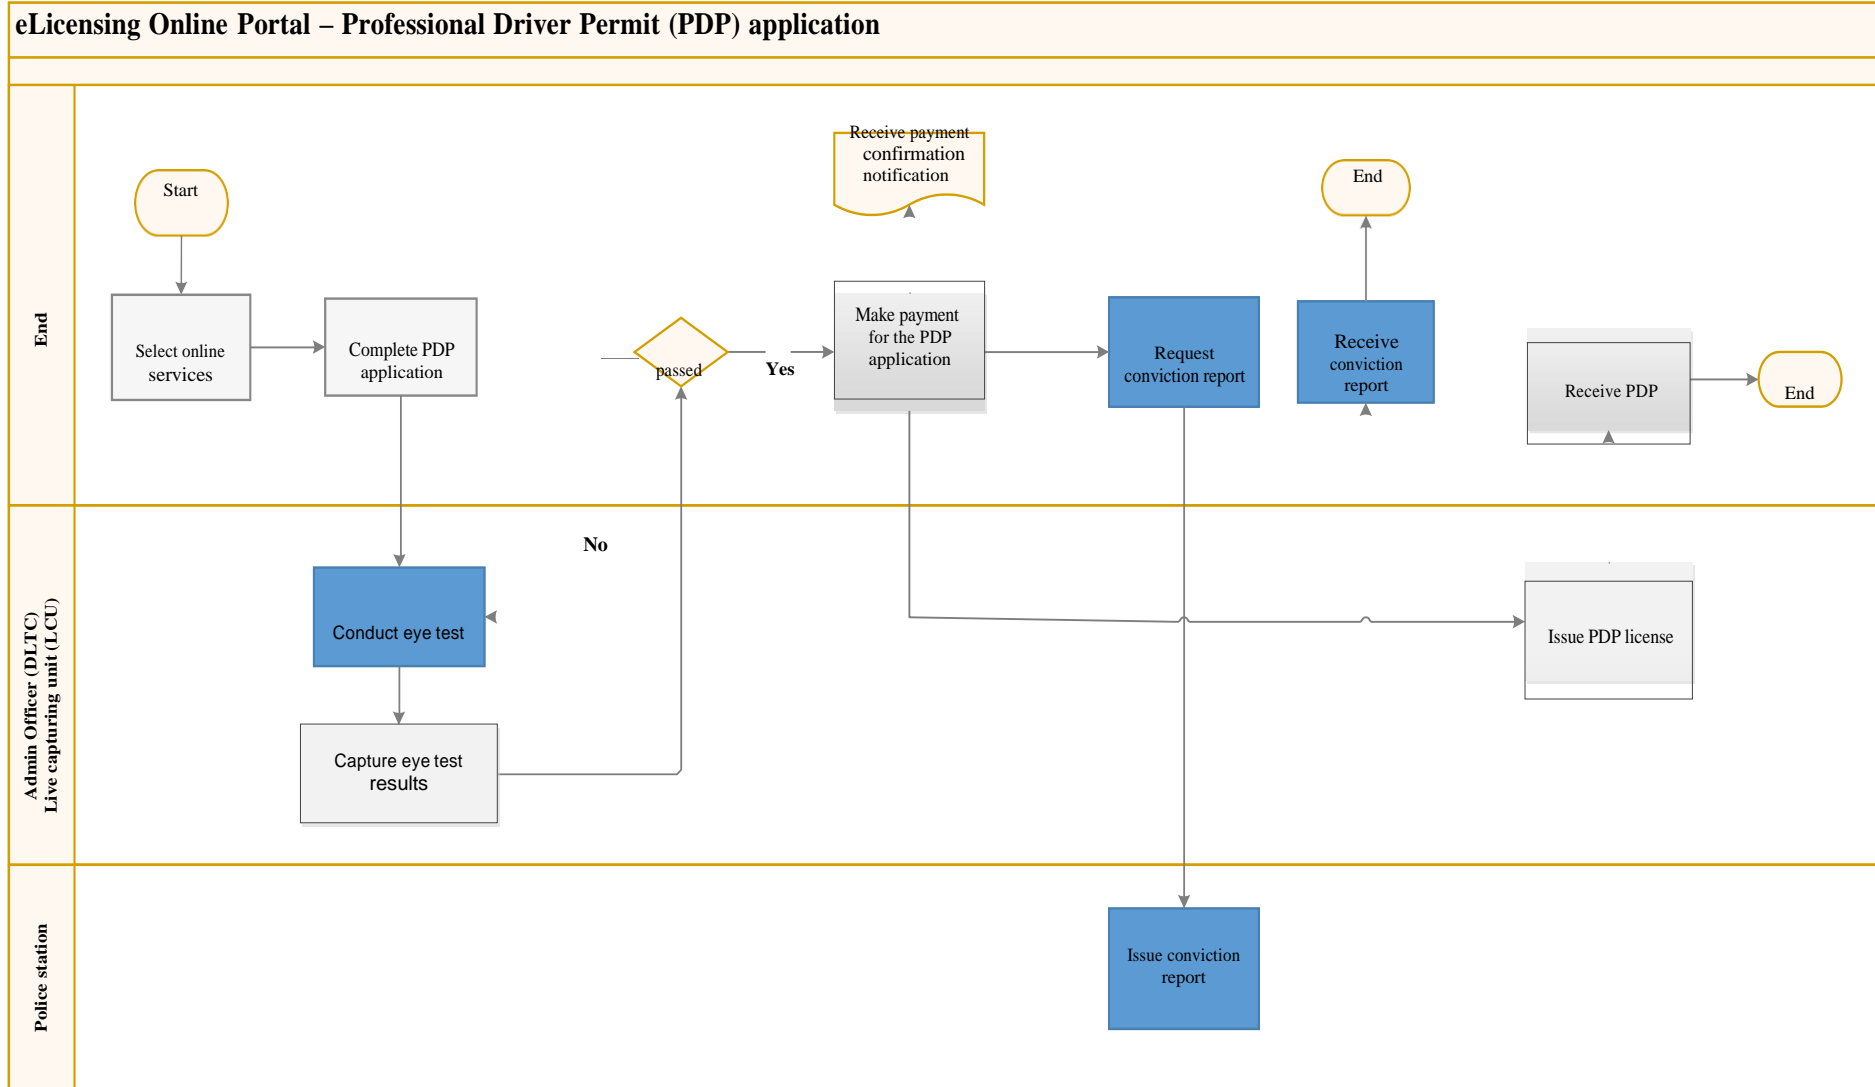 eLicensing Online Portal – Professional Driver Permit (PDP) application
End
Start
Select online
services
Complete PDP
application
passed
Yes
Receive payment
confirmation
notification
Make payment
for the PDP
application
Request
conviction report
End
Receive
conviction
report
Receive PDP
End
Admin Officer (DLTC)
Live capturing unit (LCU)
No
Conduct eye test
Capture eye test
results
Issue PDP license
Police station
Issue conviction
report